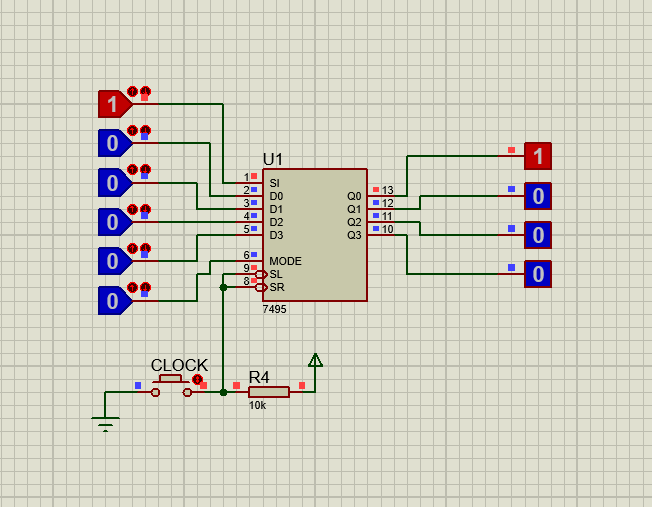 1
0
0
0
0
0
U1
1 SI
2 D0
3 D1
4 D2
5 D3
6 MODE
9 SL
8 SR
Q0 13
Q1 12
Q2 11
Q3 10
7495
1
0
0
0
CLOCK
R4
10k